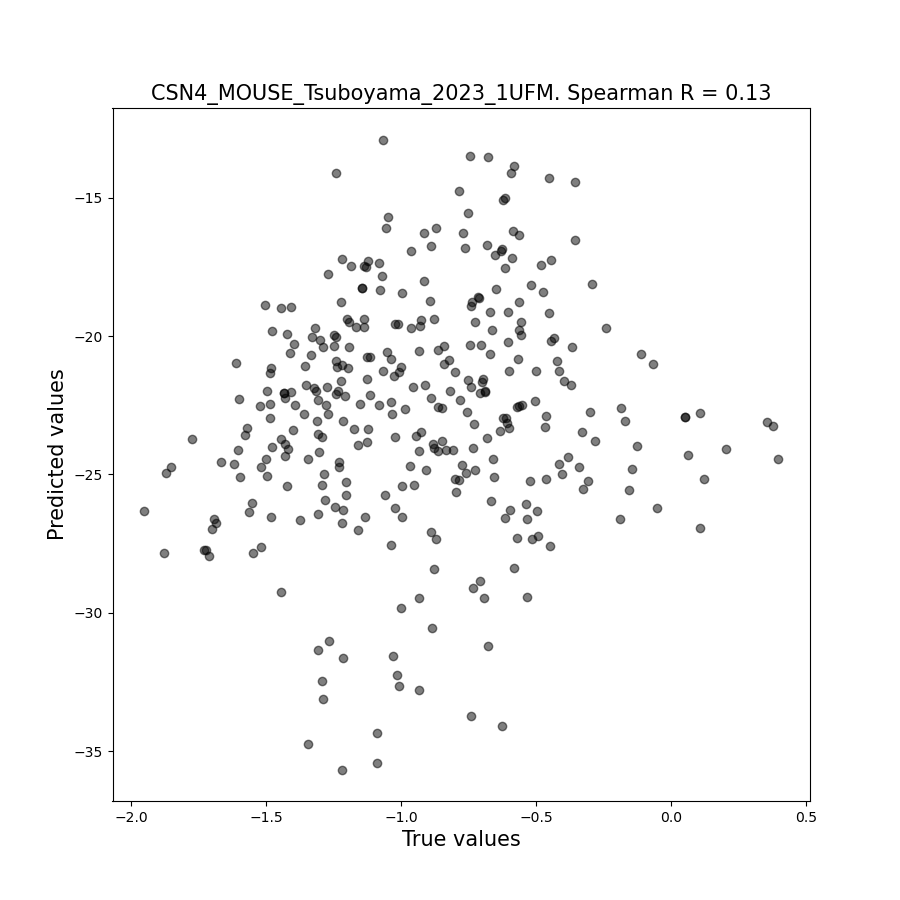 CSN4_MOUSE_Tsuboyama_2023_1UFM. Spearman R = 0.13
Predicted values
−15
−20
−25
−30
−35
−2.0 −1.5 −1.0 −0.5 0.0 0.5
True values